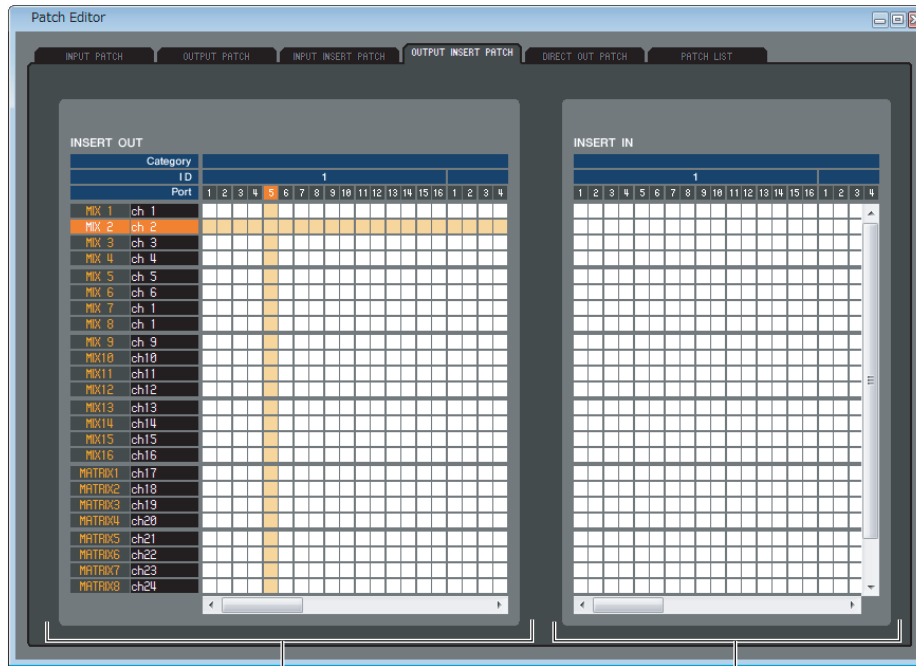 Patch Editor
INPUT PATCH OUTPUT PATCH INPUT INSERT PATCH OUTPUT INSERT PATCH DIRECT OUT PATCH PATCH LIST
INSERT OUT
Category
ID 1
Port 1 2 3 4 5 6 7 8 9 10 11 12 13 14 15 16 1 2 3 4
MIX 1 ch 1
MIX 2 ch 2
MIX 3 ch 3
MIX 4 ch 4
MIX 5 ch 5
MIX 6 ch 6
MIX 7 ch 1
MIX 8 ch 1
MIX 9 ch 9
MIX10 ch10
MIX11 ch11
MIX12 ch12
MIX13 ch13
MIX14 ch14
MIX15 ch15
MIX16 ch16
MATRIX1 ch17
MATRIX2 ch18
MATRIX3 ch19
MATRIX4 ch20
MATRIX5 ch21
MATRIX6 ch22
MATRIX7 ch23
MATRIX8 ch24
INSERT IN
1
1 2 3 4 5 6 7 8 9 10 11 12 13 14 15 16 1 2 3 4